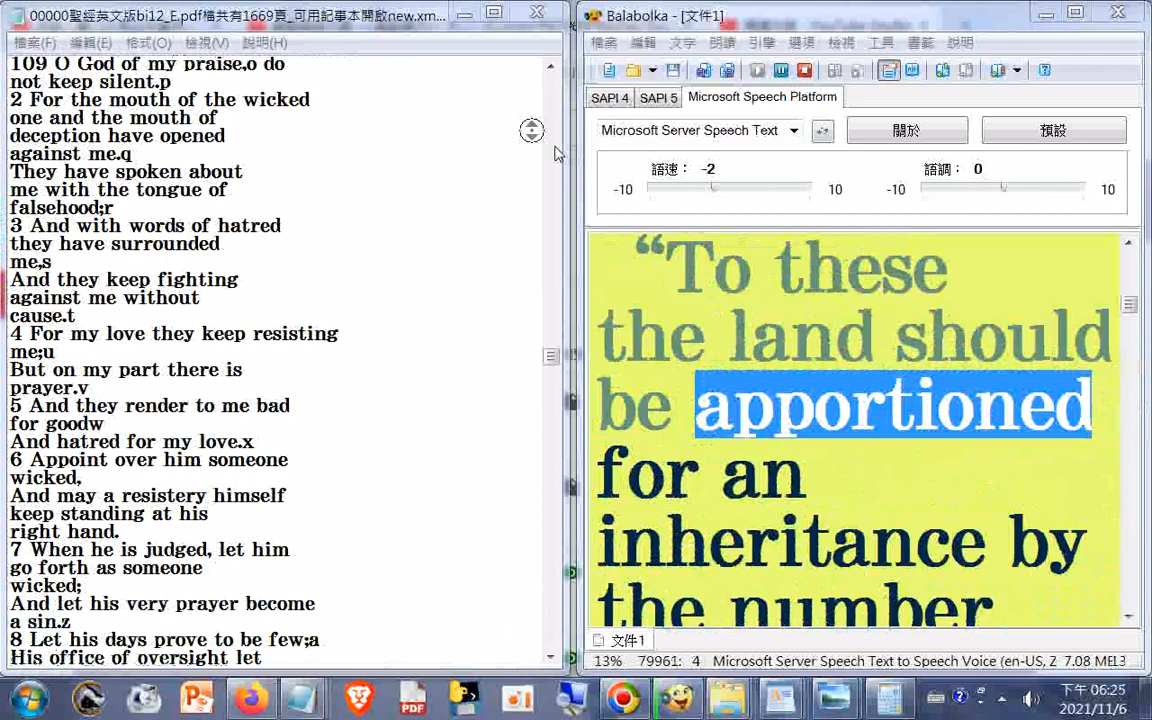 00000聖經英文版bi12_E.pdf檔共有1669頁_可用記事本開啟new.xm...
檔案(F) 編輯(E) 格式(O) 檢視(V) 說明(H)
109 O God of my praise,o do
not keep silent.p
2 For the mouth of the wicked
one and the mouth of
deception have opened
against me.q
They have spoken about
me with the tongue of
falsehood;r
3 And with words of hatred
they have surrounded
me,s
And they keep fighting
against me without
cause.t
4 For my love they keep resisting
me;u
But on my part there is
prayer.v
5 And they render to me bad
for goodw
And hatred for my love.x
6 Appoint over him someone
wicked,
And may a resistery himself
keep standing at his
right hand.
7 When he is judged, let him
go forth as someone
wicked;
And let his very prayer become
a sin.z
8 Let his days prove to be few;a
His office of oversight let
Balabolka - [文件1]
檔案 編輯 文字 朗讀 引擎 選項 檢視 工具 書籤 說明
SAPI 4 SAPI 5 Microsoft Speech Platform
Microsoft Server Speech Text 關於 預設
語速： -2 語調： 0
-10 10 -10 10
“To these
the land should
be apportioned
for an
inheritance by
the number
文件1
13% 79961: 4 Microsoft Server Speech Text to Speech Voice (en-US, Z 7.08 ME
PDF
下午 06:25
2021/11/6